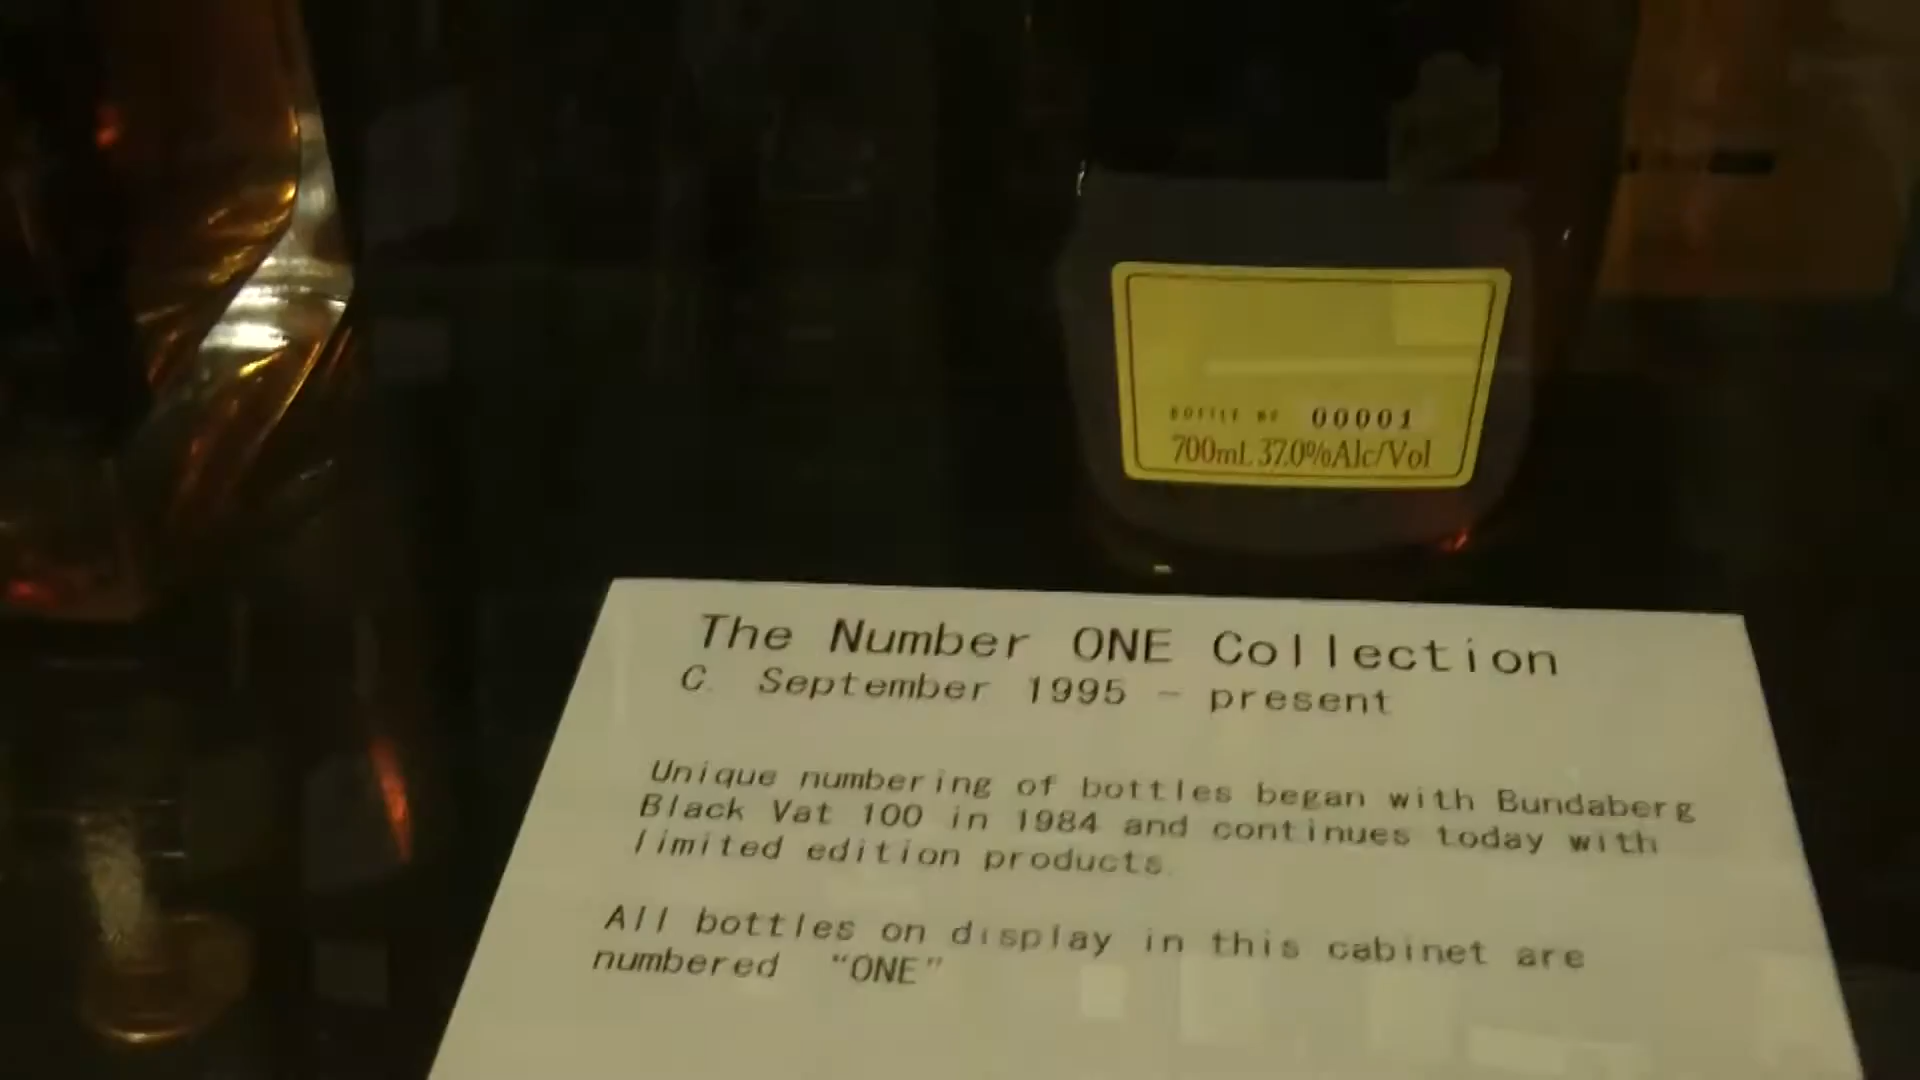 BOTTLE No 00001
700mL 37.0%Alc/Vol
The Number ONE Collection
C. September 1995 - present
Unique numbering of bottles began with Bundaberg
Black Vat 100 in 1984 and continues today with
limited edition products.
All bottles on display in this cabinet are
numbered "ONE"